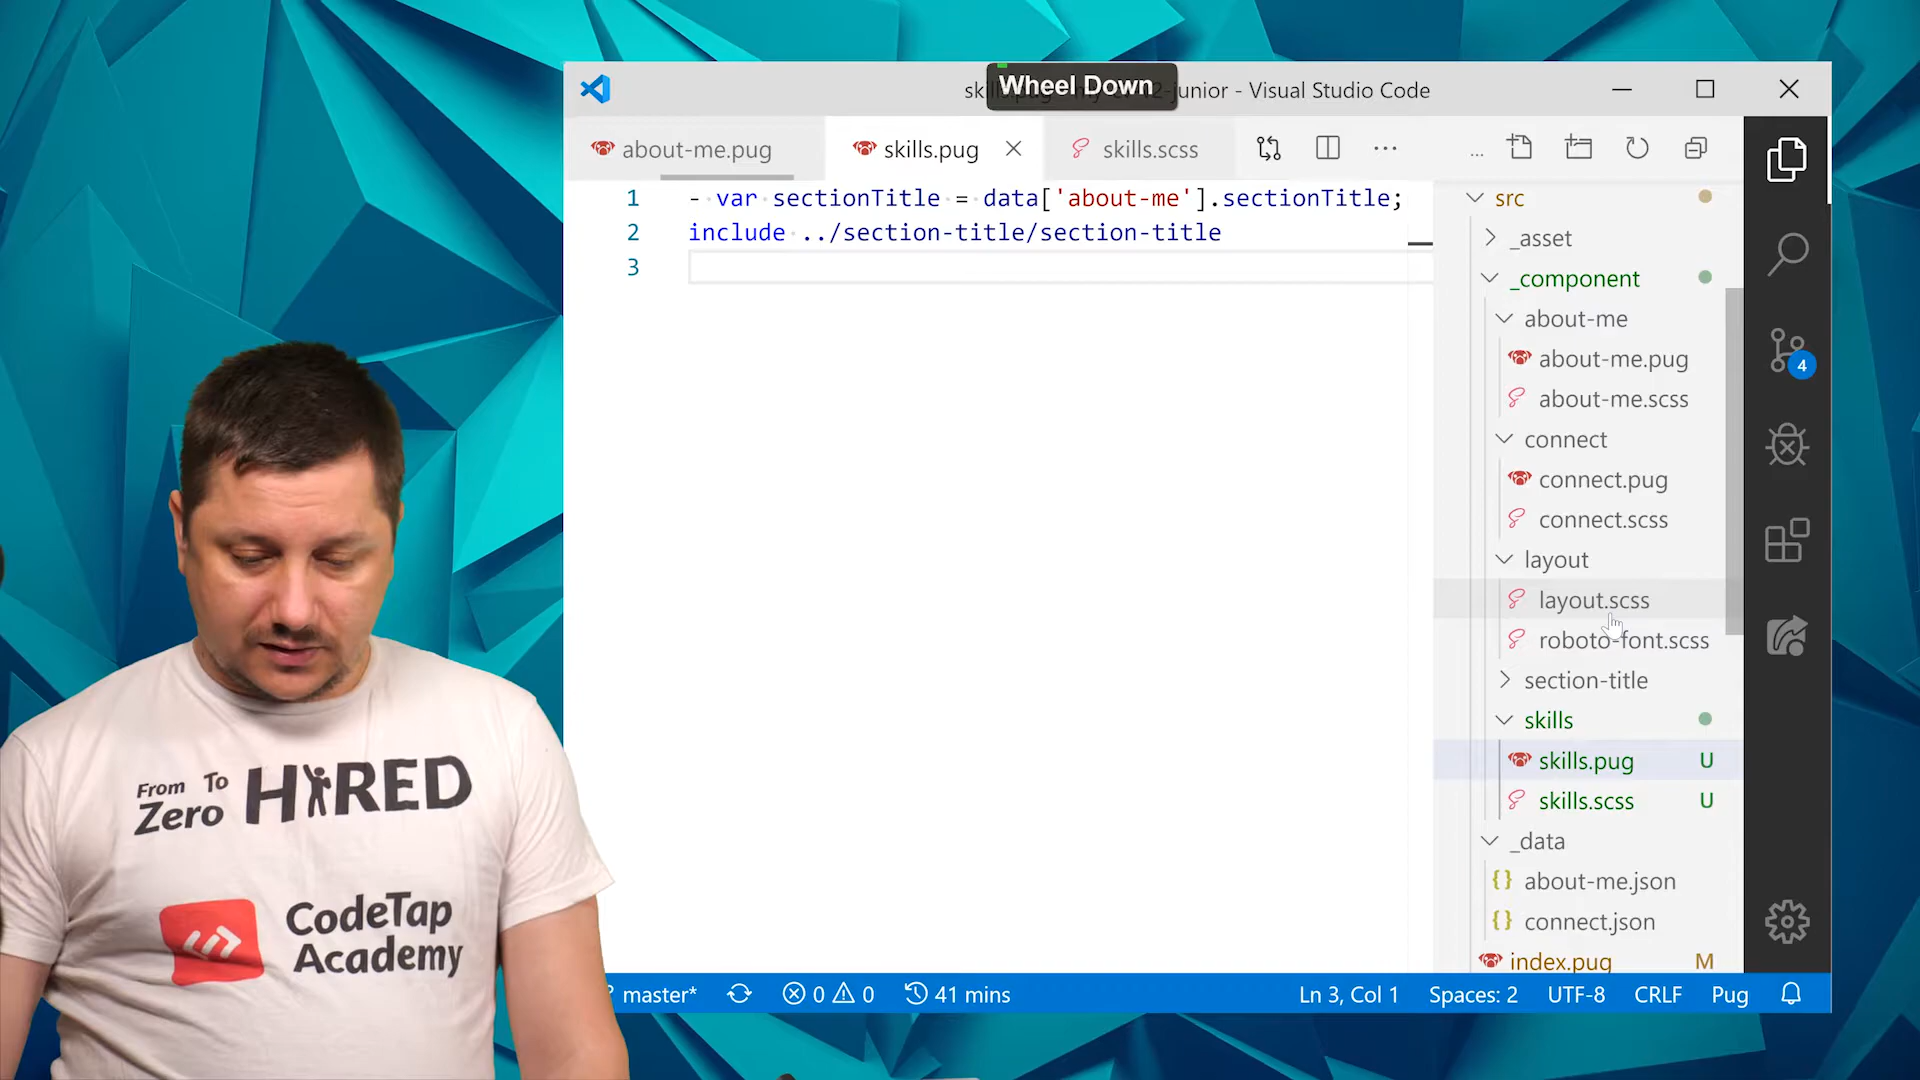 Wheel Down
junior - Visual Studio Code
about-me.pug
skills.pug
skills.scss
...
1 - var sectionTitle = data['about-me'].sectionTitle;
2 include ../section-title/section-title
3
src
_asset
_component
about-me
about-me.pug
about-me.scss
connect
connect.pug
connect.scss
layout
layout.scss
roboto-font.scss
section-title
skills
skills.pug U
skills.scss U
_data
about-me.json
connect.json
index.pug M
4
master*
0 0
41 mins
Ln 3, Col 1
Spaces: 2
UTF-8
CRLF
Pug
From To
Zero HIRED
CodeTap
Academy